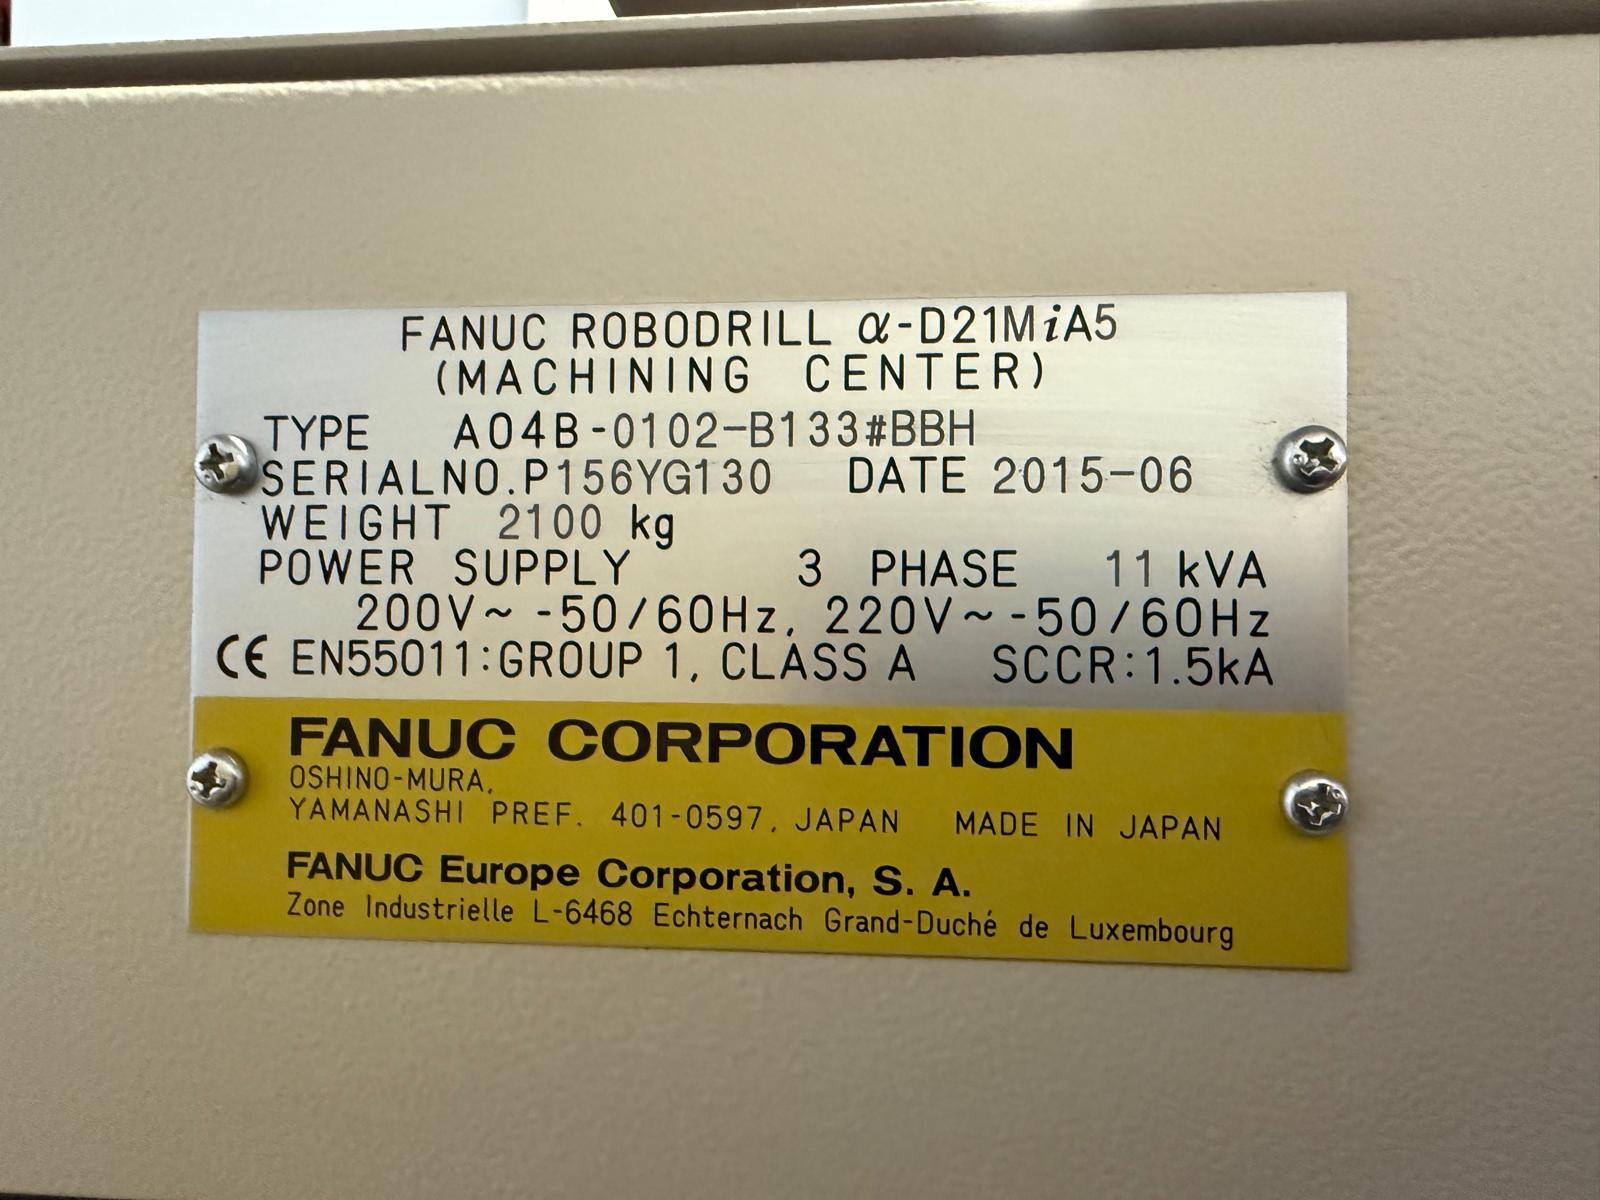 FANUC ROBODRILL α-D21MiA5
(MACHINING CENTER)
TYPE A04B-0102-B133#BBH
SERIALNO.P156YG130 DATE 2015-06
WEIGHT 2100 kg
POWER SUPPLY 3 PHASE 11 kVA
200V~ -50/60Hz, 220V~ -50/60Hz
CE EN55011:GROUP 1, CLASS A SCCR:1.5kA
FANUC CORPORATION
OSHINO-MURA,
YAMANASHI PREF. 401-0597, JAPAN MADE IN JAPAN
FANUC Europe Corporation, S. A.
Zone Industrielle L-6468 Echternach Grand-Duché de Luxembourg